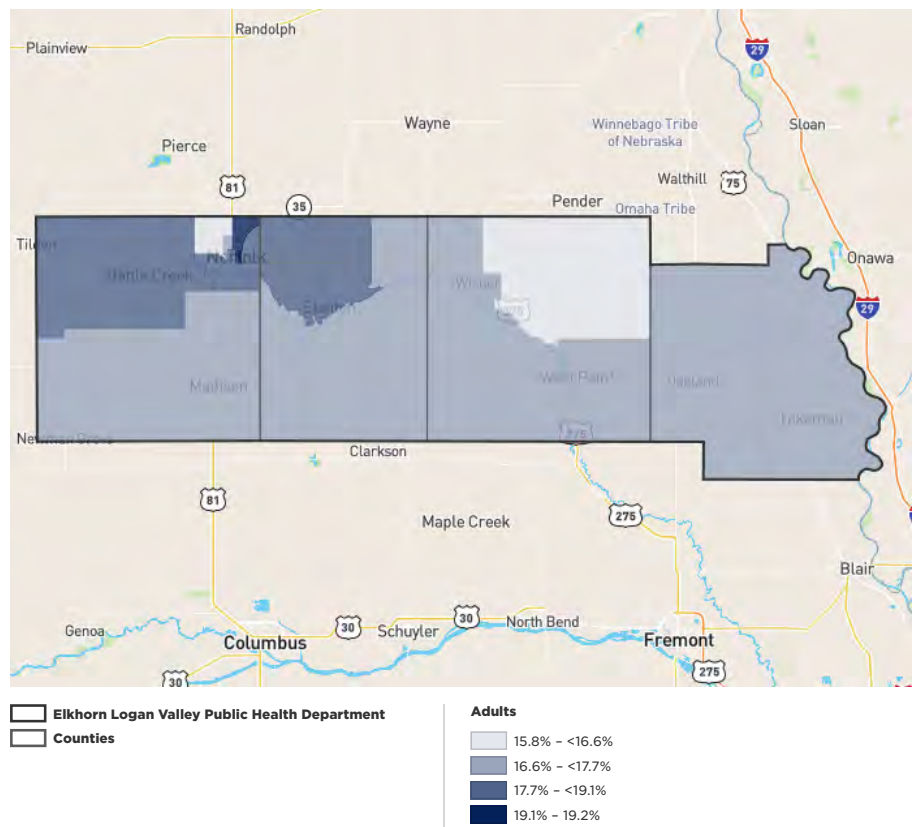 Randolph
Plainview
29
Wayne
Winnebago Tribe
of Nebraska
Sloan
Pierce
Walthill
75
81
35
Pender
Omaha Tribe
Norfolk
Onawa
Battle Creek
29
275
Madison
West Point
Oakland
Tekamah
Newman Grove
275
Clarkson
81
Maple Creek
275
Blair
Genoa
Columbus
30
Schuyler
30
North Bend
Fremont
275
30
Elkhorn Logan Valley Public Health Department
Counties
Adults
15.8% – <16.6%
16.6% – <17.7%
17.7% – <19.1%
19.1% – 19.2%